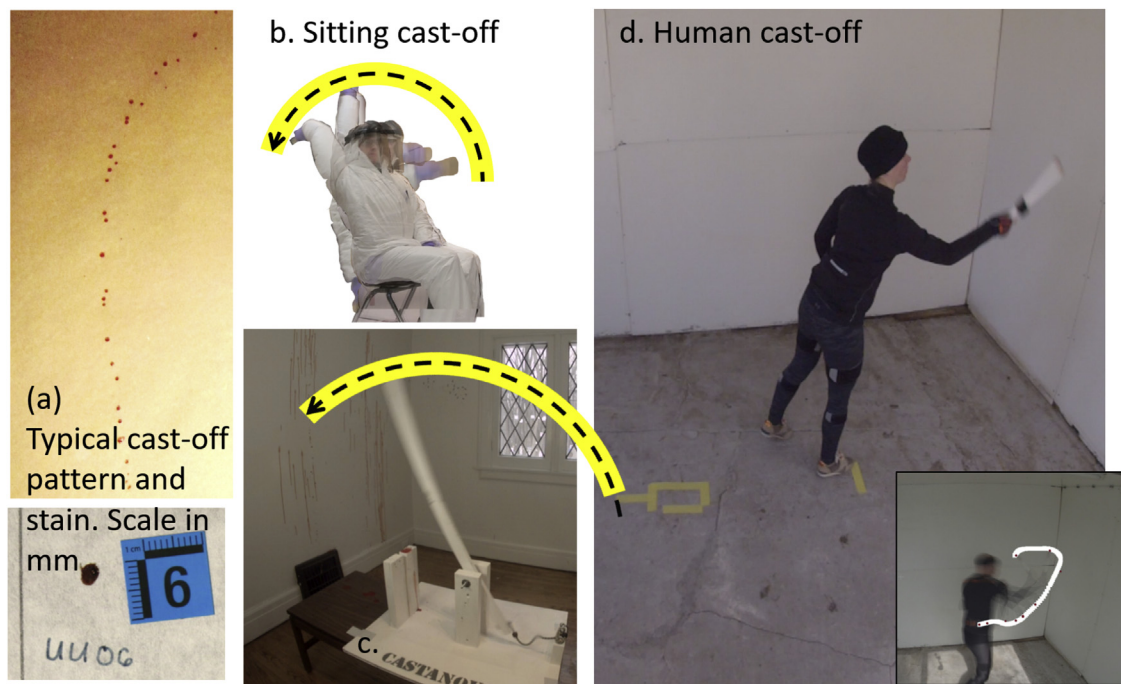 b. Sitting cast-off
d. Human cast-off
(a)
Typical cast-off
pattern and
stain. Scale in
mm
1 cm
6
UU06
c.
CASTANO